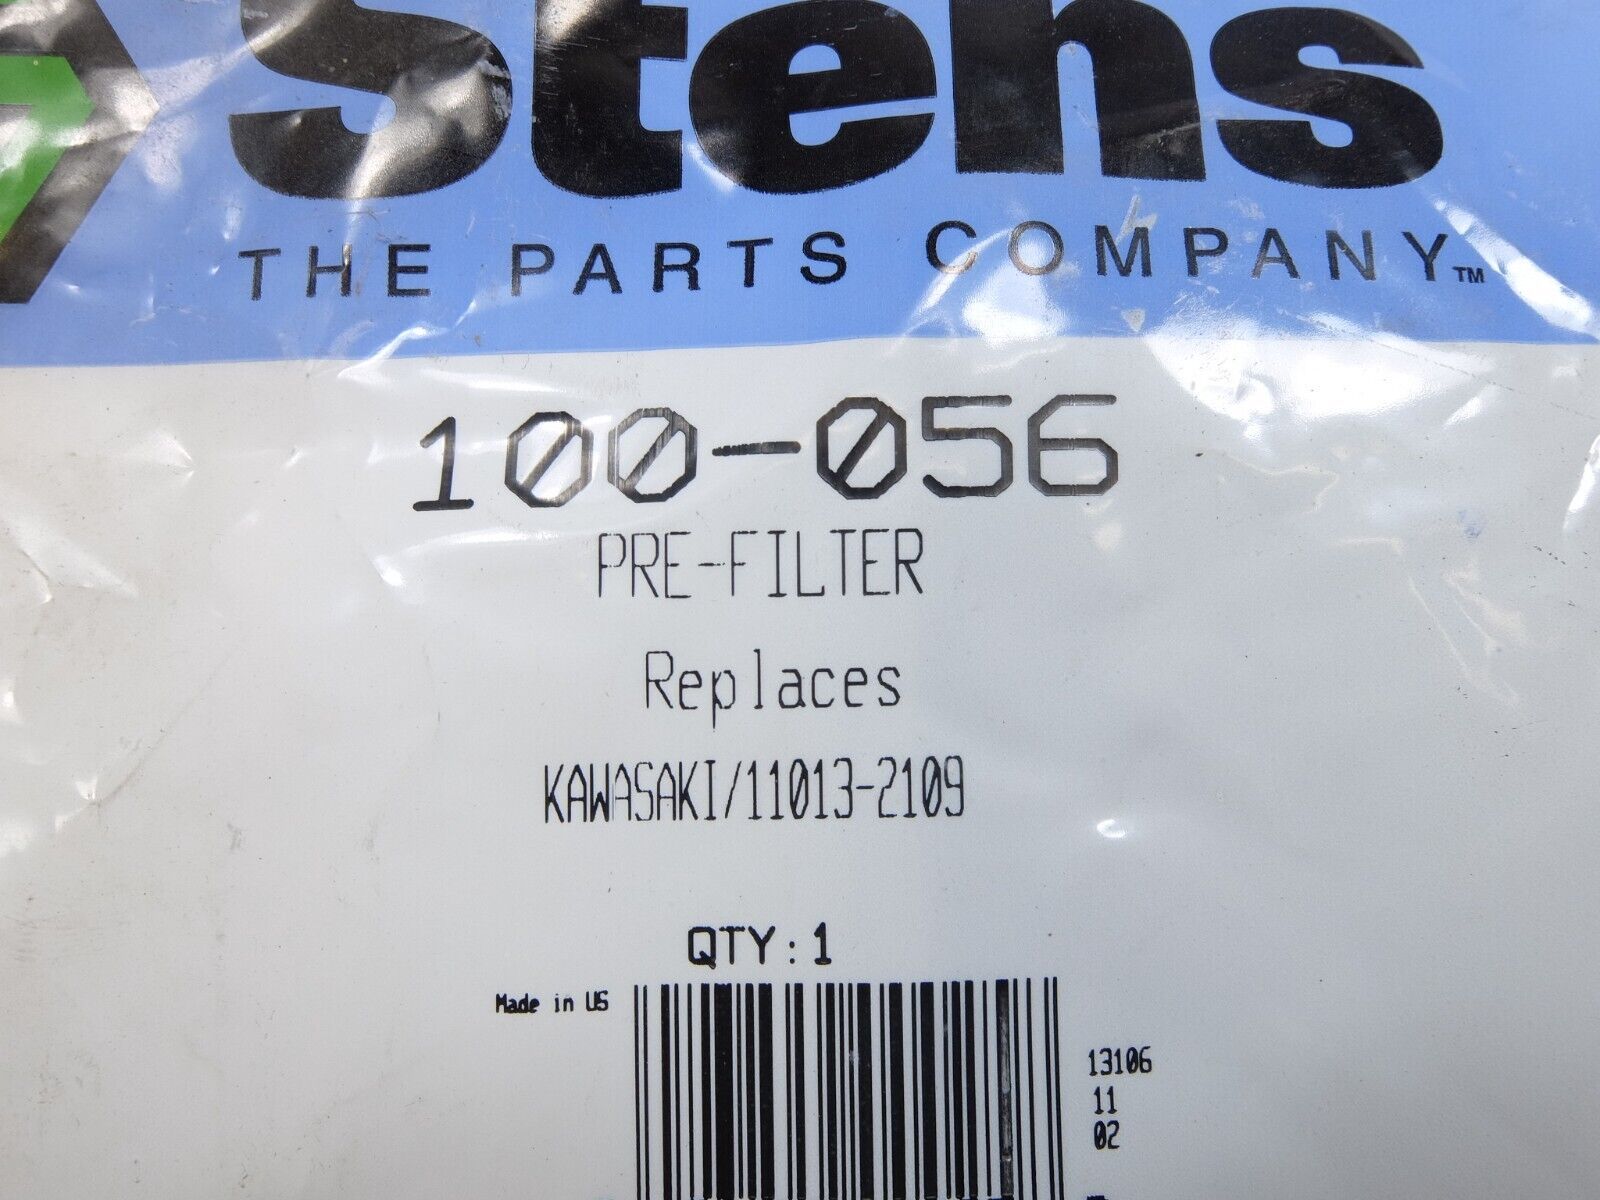 Stens
THE PARTS COMPANY™
100-056
PRE-FILTER
Replaces
KAWASAKI/11013-2109
QTY: 1
Made in US
13106
11
02